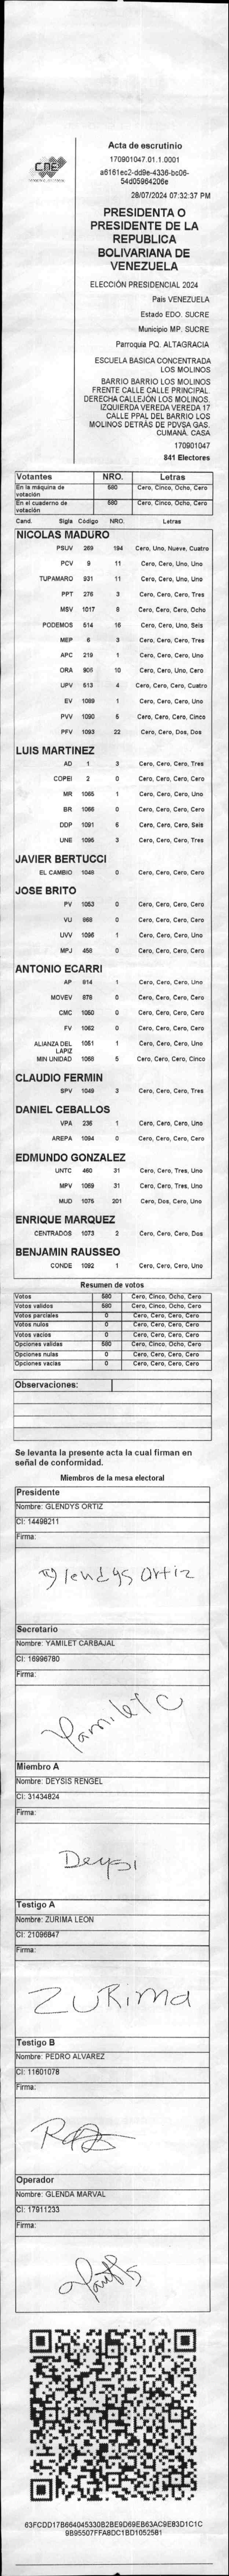 CNE
Acta de escrutinio
170901047.01.1.0001
a6161ec2-dd9e-4336-bc06-
54d05964206e
28/07/2024 07:32:37 PM
PRESIDENTA O
PRESIDENTE DE LA
REPUBLICA
BOLIVARIANA DE
VENEZUELA
ELECCIÓN PRESIDENCIAL 2024
País VENEZUELA
Estado EDO. SUCRE
Municipio MP. SUCRE
Parroquia PQ. ALTAGRACIA
ESCUELA BASICA CONCENTRADA
LOS MOLINOS
BARRIO BARRIO LOS MOLINOS
FRENTE CALLE CALLE PRINCIPAL.
DERECHA CALLEJÓN LOS MOLINOS.
IZQUIERDA VEREDA VEREDA 17
CALLE PPAL DEL BARRIO LOS
MOLINOS DETRÁS DE PDVSA GAS.
CUMANÁ. CASA
170901047
841 Electores
Votantes NRO. Letras
En la máquina de votación 580 Cero, Cinco, Ocho, Cero
En el cuaderno de votación 580 Cero, Cinco, Ocho, Cero
Cand. Sigla Código NRO. Letras
NICOLAS MADURO
PSUV 269 194 Cero, Uno, Nueve, Cuatro
PCV 9 11 Cero, Cero, Uno, Uno
TUPAMARO 931 11 Cero, Cero, Uno, Uno
PPT 276 3 Cero, Cero, Cero, Tres
MSV 1017 8 Cero, Cero, Cero, Ocho
PODEMOS 514 16 Cero, Cero, Uno, Seis
MEP 6 3 Cero, Cero, Cero, Tres
APC 219 1 Cero, Cero, Cero, Uno
ORA 905 10 Cero, Cero, Uno, Cero
UPV 513 4 Cero, Cero, Cero, Cuatro
EV 1089 1 Cero, Cero, Cero, Uno
PVV 1090 5 Cero, Cero, Cero, Cinco
PFV 1093 22 Cero, Cero, Dos, Dos
LUIS MARTINEZ
AD 1 3 Cero, Cero, Cero, Tres
COPEI 2 0 Cero, Cero, Cero, Cero
MR 1065 1 Cero, Cero, Cero, Uno
BR 1066 0 Cero, Cero, Cero, Cero
DDP 1091 6 Cero, Cero, Cero, Seis
UNE 1095 3 Cero, Cero, Cero, Tres
JAVIER BERTUCCI
EL CAMBIO 1048 0 Cero, Cero, Cero, Cero
JOSE BRITO
PV 1053 0 Cero, Cero, Cero, Cero
VU 868 0 Cero, Cero, Cero, Cero
UVV 1096 1 Cero, Cero, Cero, Uno
MPJ 458 0 Cero, Cero, Cero, Cero
ANTONIO ECARRI
AP 814 1 Cero, Cero, Cero, Uno
MOVEV 878 0 Cero, Cero, Cero, Cero
CMC 1050 0 Cero, Cero, Cero, Cero
FV 1052 0 Cero, Cero, Cero, Cero
ALIANZA DEL LAPIZ 1051 1 Cero, Cero, Cero, Uno
MIN UNIDAD 1068 5 Cero, Cero, Cero, Cinco
CLAUDIO FERMIN
SPV 1049 3 Cero, Cero, Cero, Tres
DANIEL CEBALLOS
VPA 236 1 Cero, Cero, Cero, Uno
AREPA 1094 0 Cero, Cero, Cero, Cero
EDMUNDO GONZALEZ
UNTC 460 31 Cero, Cero, Tres, Uno
MPV 1069 31 Cero, Cero, Tres, Uno
MUD 1075 201 Cero, Dos, Cero, Uno
ENRIQUE MARQUEZ
CENTRADOS 1073 2 Cero, Cero, Cero, Dos
BENJAMIN RAUSSEO
CONDE 1092 1 Cero, Cero, Cero, Uno
Resumen de votos
Votos 580 Cero, Cinco, Ocho, Cero
Votos validos 580 Cero, Cinco, Ocho, Cero
Votos parciales 0 Cero, Cero, Cero, Cero
Votos nulos 0 Cero, Cero, Cero, Cero
Votos vacios 0 Cero, Cero, Cero, Cero
Opciones validas 580 Cero, Cinco, Ocho, Cero
Opciones nulas 0 Cero, Cero, Cero, Cero
Opciones vacias 0 Cero, Cero, Cero, Cero
Observaciones:
Se levanta la presente acta la cual firman en
señal de conformidad.
Miembros de la mesa electoral
Presidente
Nombre: GLENDYS ORTIZ
CI: 14498211
Firma:
Glendys Ortiz
Secretario
Nombre: YAMILET CARBAJAL
CI: 16996780
Firma:
Yamilet C
Miembro A
Nombre: DEYSIS RENGEL
CI: 31434824
Firma:
Deysi
Testigo A
Nombre: ZURIMA LEON
CI: 21096847
Firma:
ZURima
Testigo B
Nombre: PEDRO ALVAREZ
CI: 11601078
Firma:
Operador
Nombre: GLENDA MARVAL
CI: 17911233
Firma:
63FCDD17B664045330B2BE9D69EB63AC9E83D1C1C
9B95507FFA8DC1BD1052581